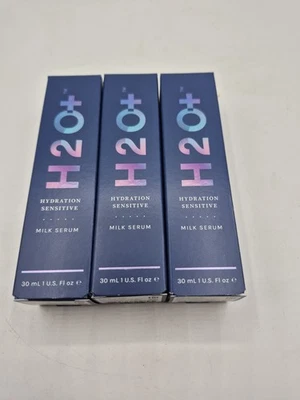 H2O+
HYDRATION
SENSITIVE
MILK SERUM
30 mL | U.S. Fl oz ℮
H2O+
HYDRATION
SENSITIVE
MILK SERUM
30 mL | U.S. Fl oz ℮
H2O+
HYDRATION
SENSITIVE
MILK SERUM
30 mL | U.S. Fl oz ℮